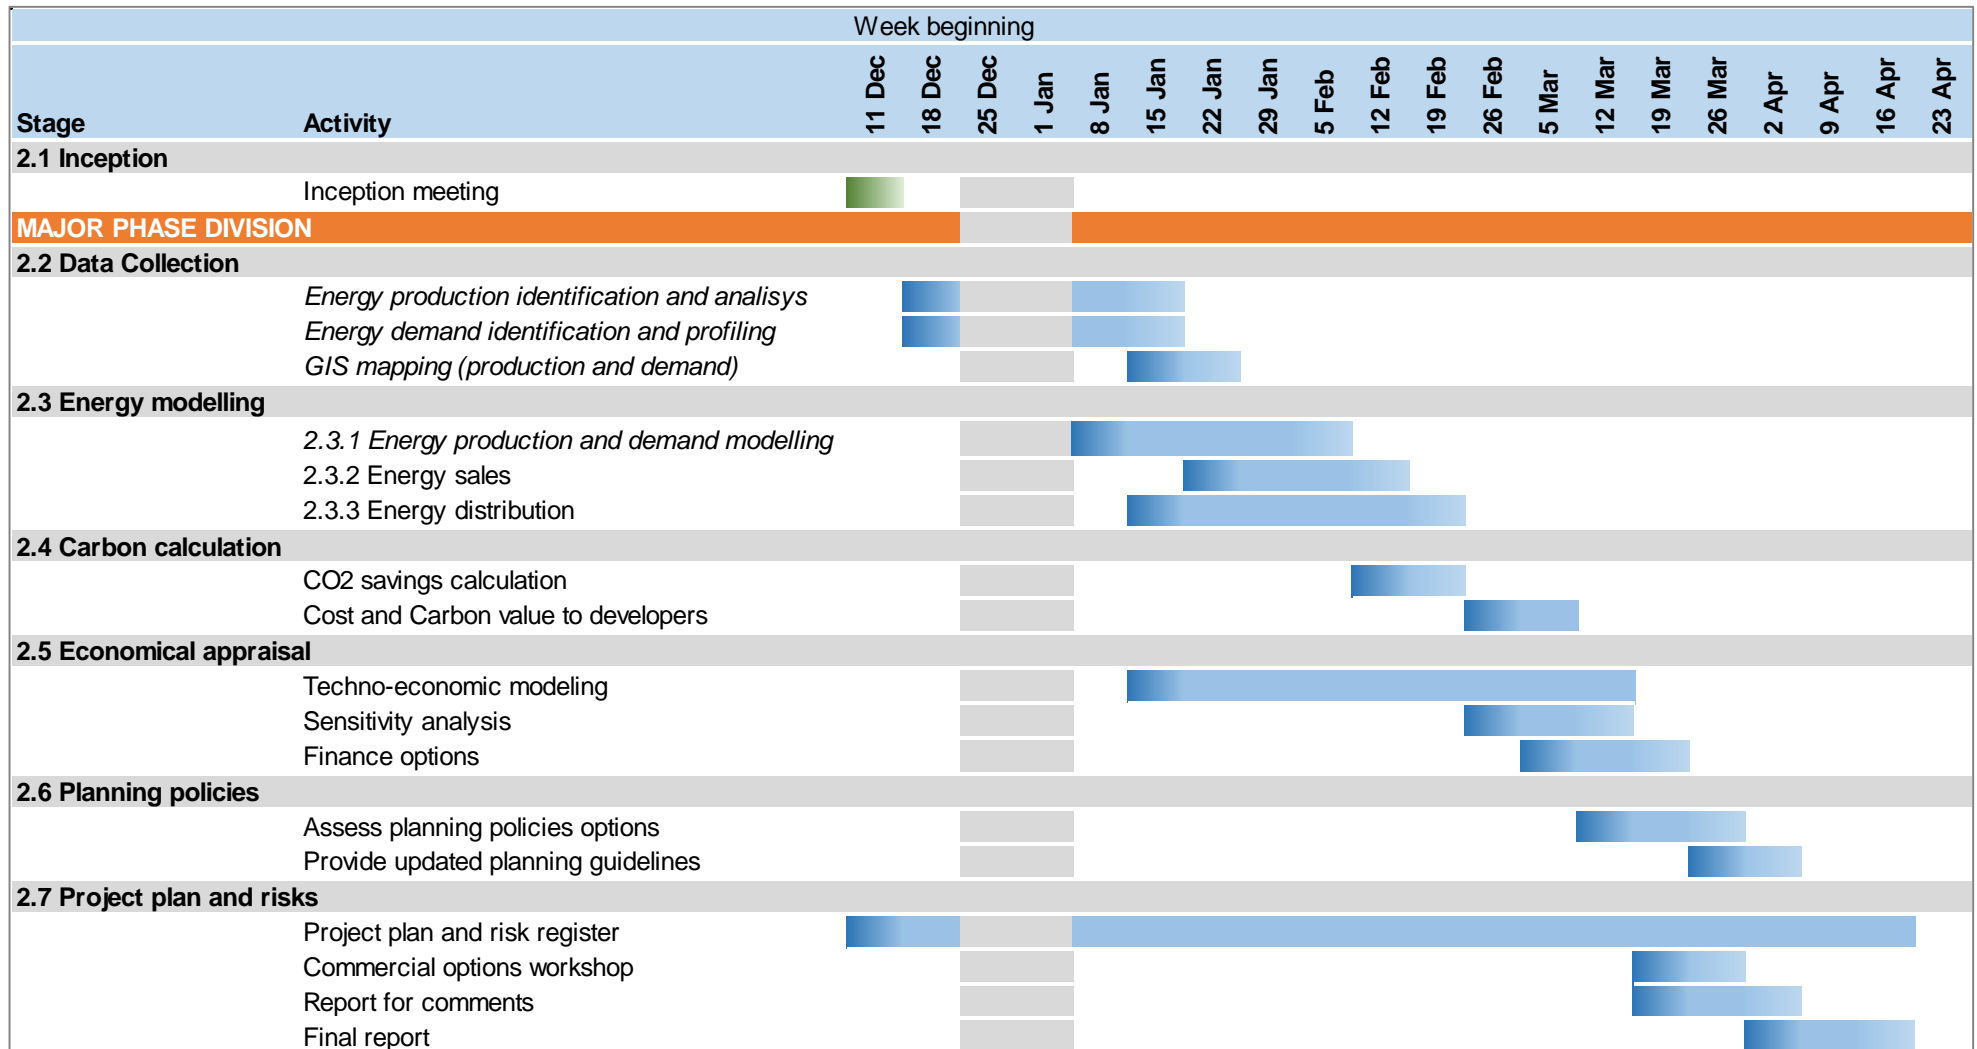 Week beginning
Stage Activity 11 Dec 18 Dec 25 Dec 1 Jan 8 Jan 15 Jan 22 Jan 29 Jan 5 Feb 12 Feb 19 Feb 26 Feb 5 Mar 12 Mar 19 Mar 26 Mar 2 Apr 9 Apr 16 Apr 23 Apr
2.1 Inception
Inception meeting
MAJOR PHASE DIVISION
2.2 Data Collection
Energy production identification and analisys
Energy demand identification and profiling
GIS mapping (production and demand)
2.3 Energy modelling
2.3.1 Energy production and demand modelling
2.3.2 Energy sales
2.3.3 Energy distribution
2.4 Carbon calculation
CO2 savings calculation
Cost and Carbon value to developers
2.5 Economical appraisal
Techno-economic modeling
Sensitivity analysis
Finance options
2.6 Planning policies
Assess planning policies options
Provide updated planning guidelines
2.7 Project plan and risks
Project plan and risk register
Commercial options workshop
Report for comments
Final report